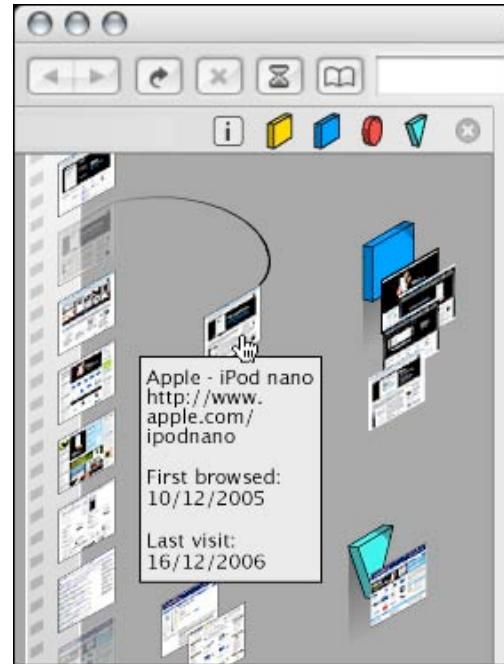 i
Apple - iPod nano
http://www.
apple.com/
ipodnano
First browsed:
10/12/2005
Last visit:
16/12/2006